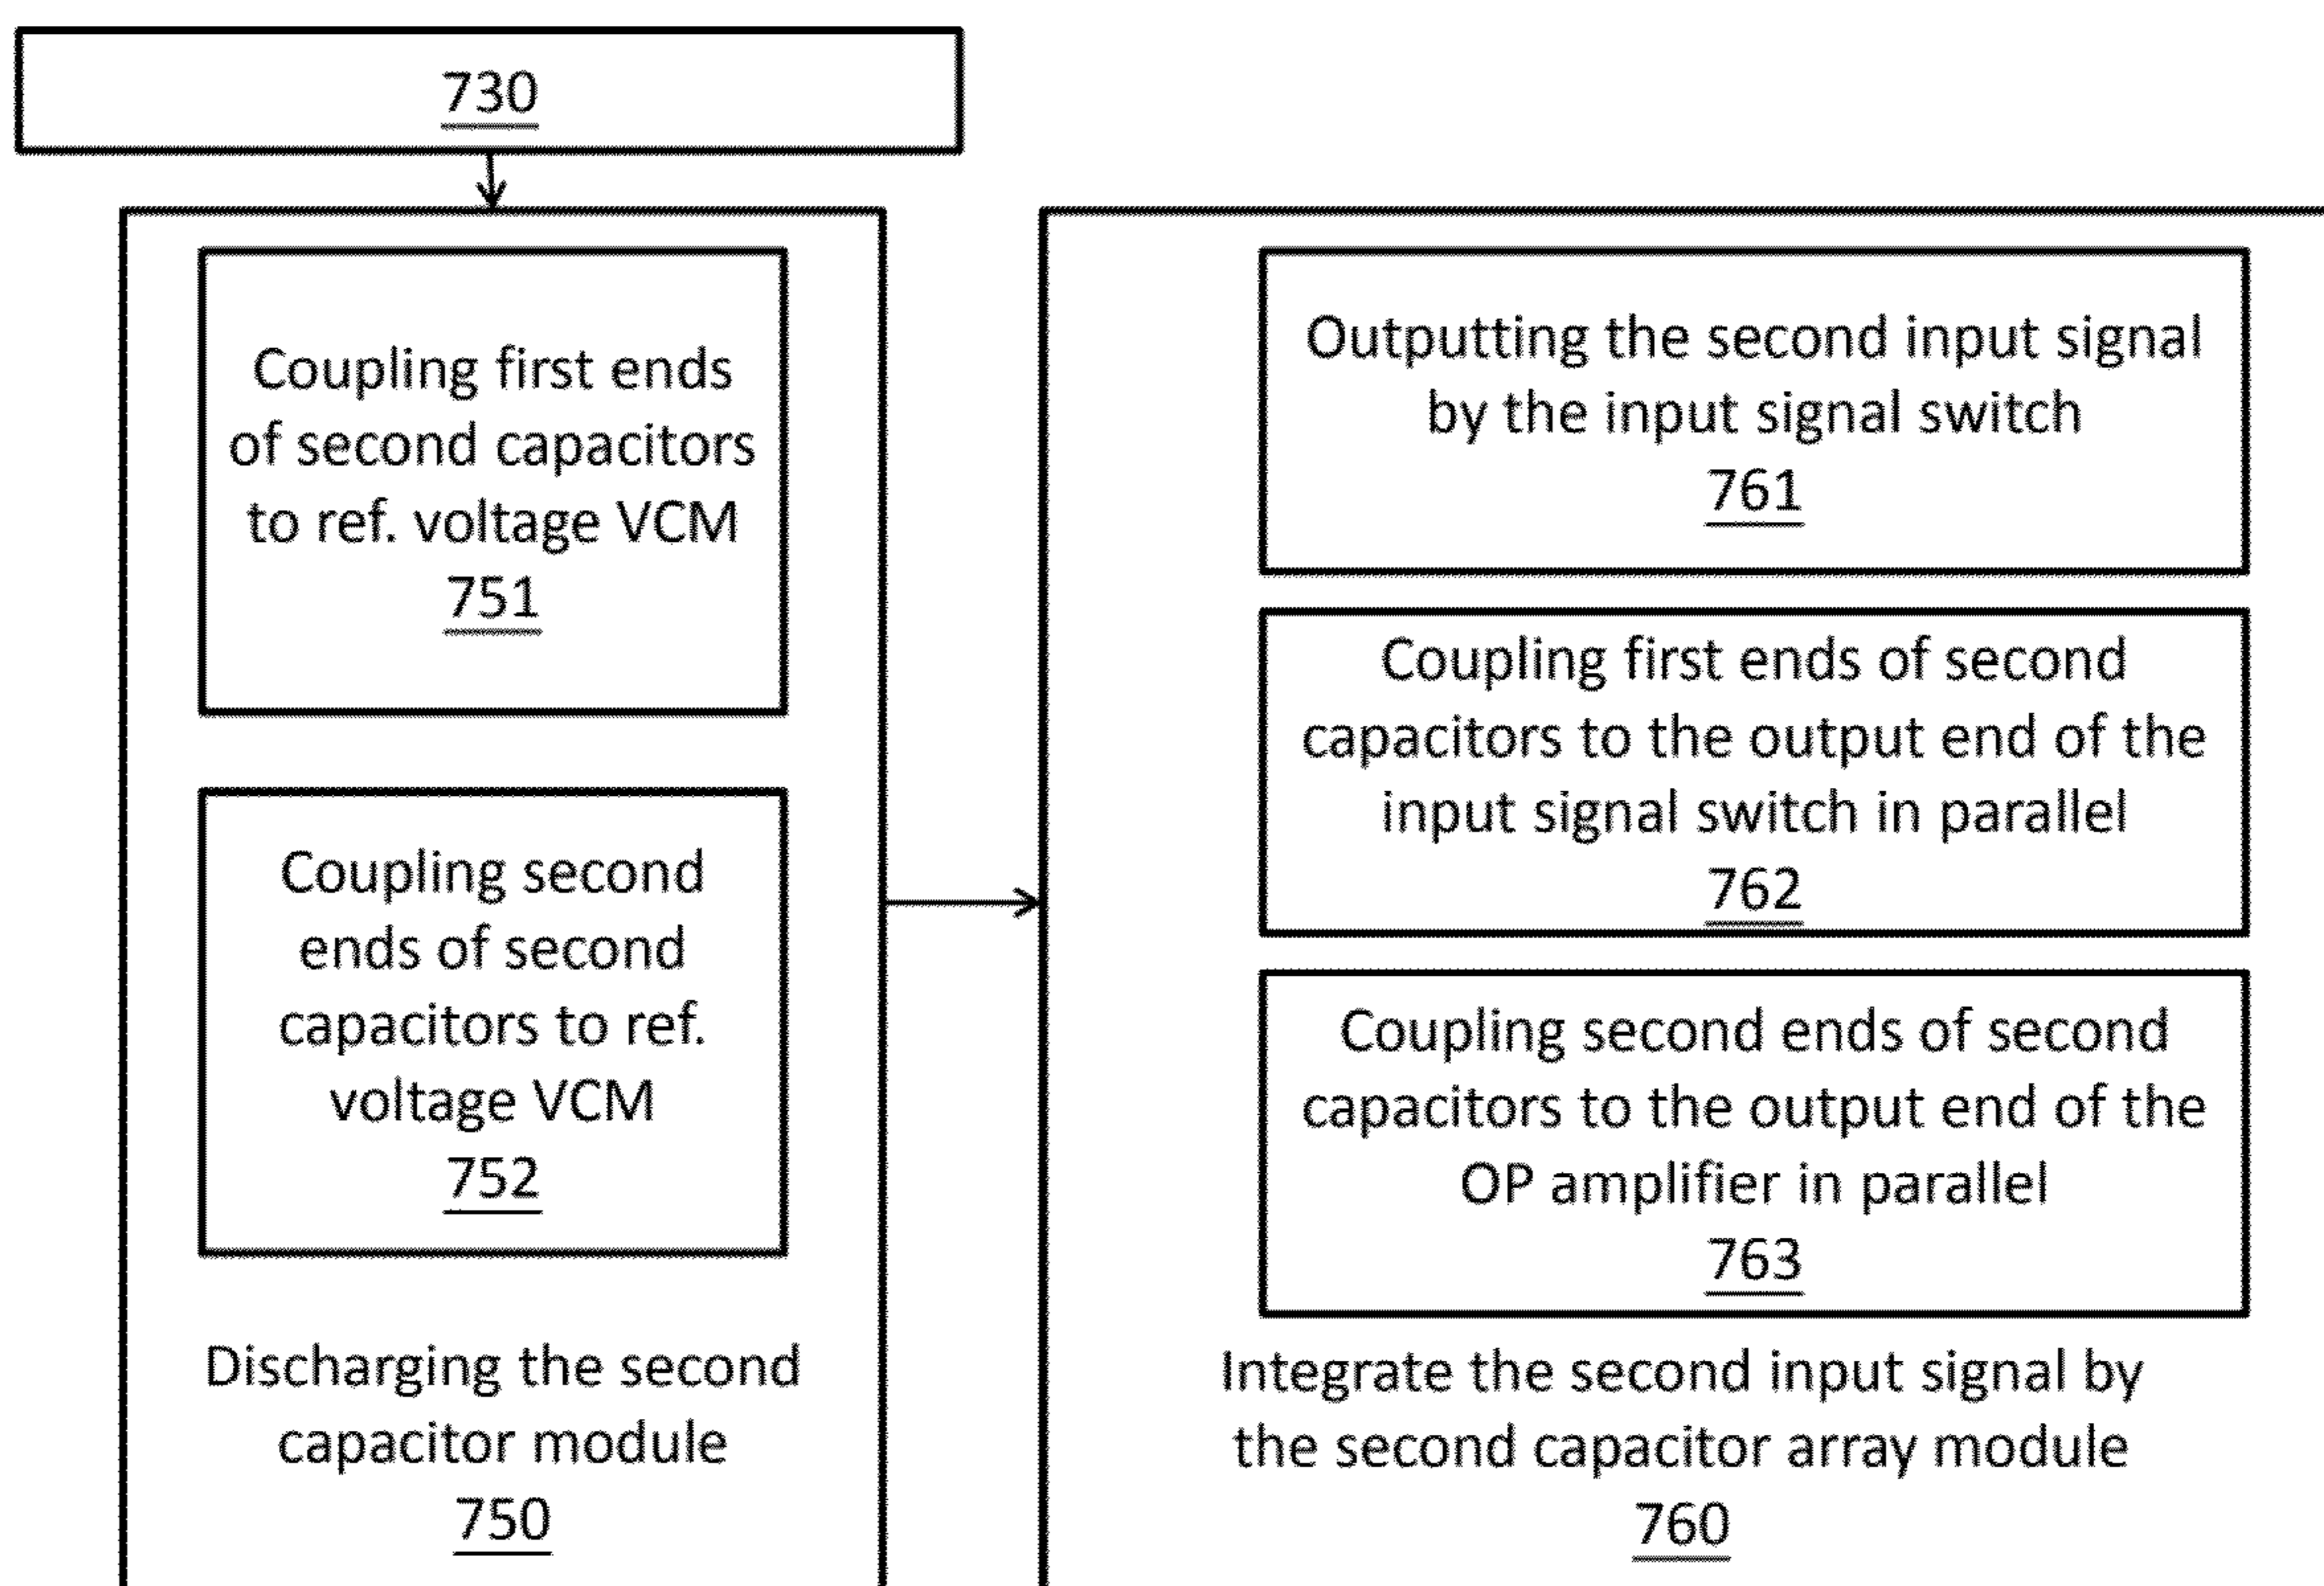 730
Coupling first ends
of second capacitors
to ref. voltage VCM
751
Coupling second
ends of second
capacitors to ref.
voltage VCM
752
Discharging the second
capacitor module
750
Outputting the second input signal
by the input signal switch
761
Coupling first ends of second
capacitors to the output end of the
input signal switch in parallel
762
Coupling second ends of second
capacitors to the output end of the
OP amplifier in parallel
763
Integrate the second input signal by
the second capacitor array module
760